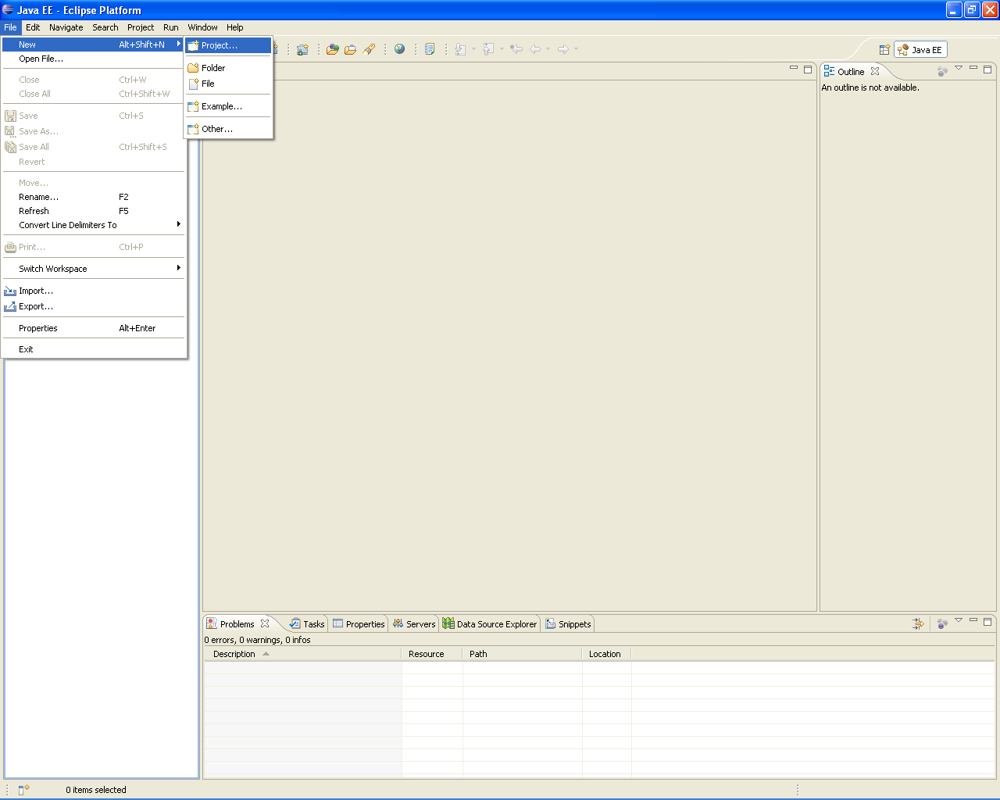 Java EE - Eclipse Platform
File Edit Navigate Search Project Run Window Help
New Alt+Shift+N
Open File...
Close Ctrl+W
Close All Ctrl+Shift+W
Save Ctrl+S
Save As...
Save All Ctrl+Shift+S
Revert
Move...
Rename... F2
Refresh F5
Convert Line Delimiters To
Print... Ctrl+P
Switch Workspace
Import...
Export...
Properties Alt+Enter
Exit
Project...
Folder
File
Example...
Other...
Java EE
Outline
An outline is not available.
Problems Tasks Properties Servers Data Source Explorer Snippets
0 errors, 0 warnings, 0 infos
Description Resource Path Location
0 items selected